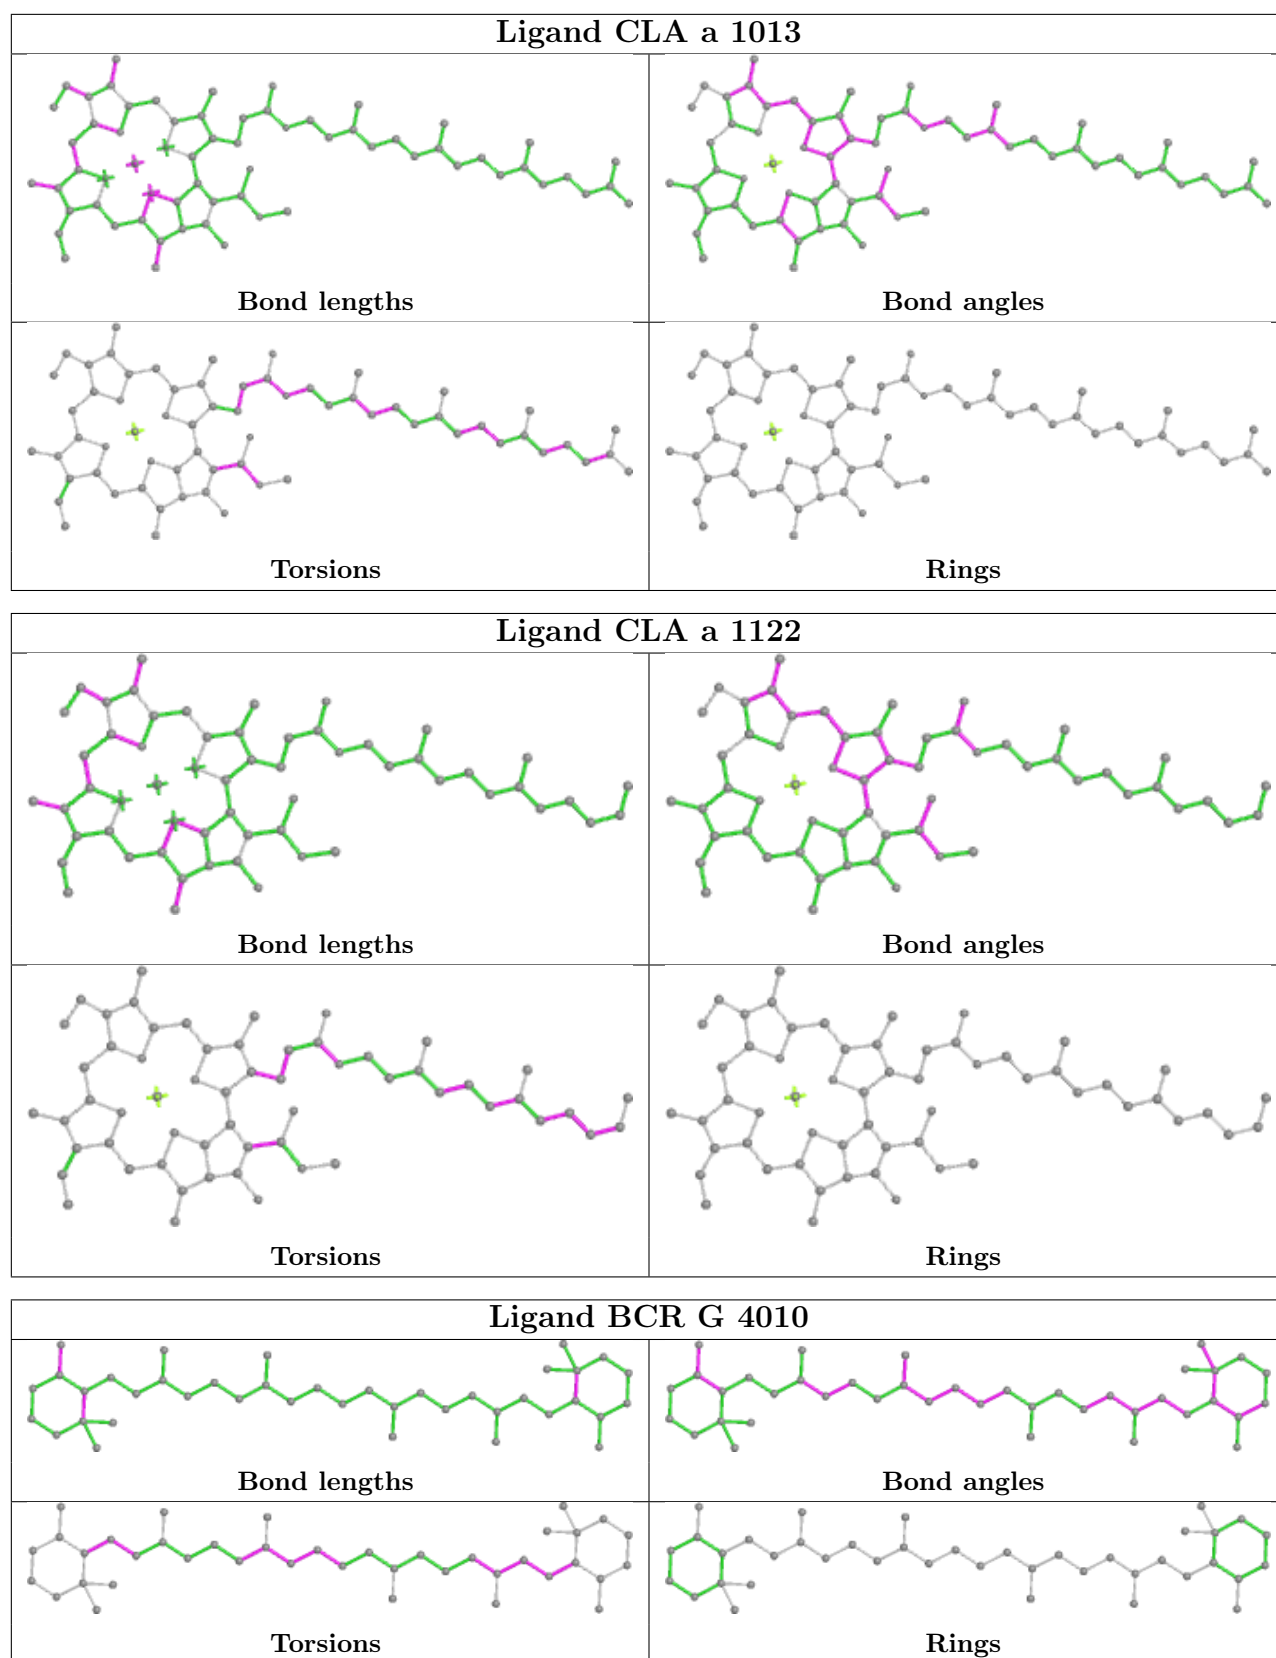 Ligand CLA a 1013
Bond lengths
Bond angles
Torsions
Rings
Ligand CLA a 1122
Bond lengths
Bond angles
Torsions
Rings
Ligand BCR G 4010
Bond lengths
Bond angles
Torsions
Rings